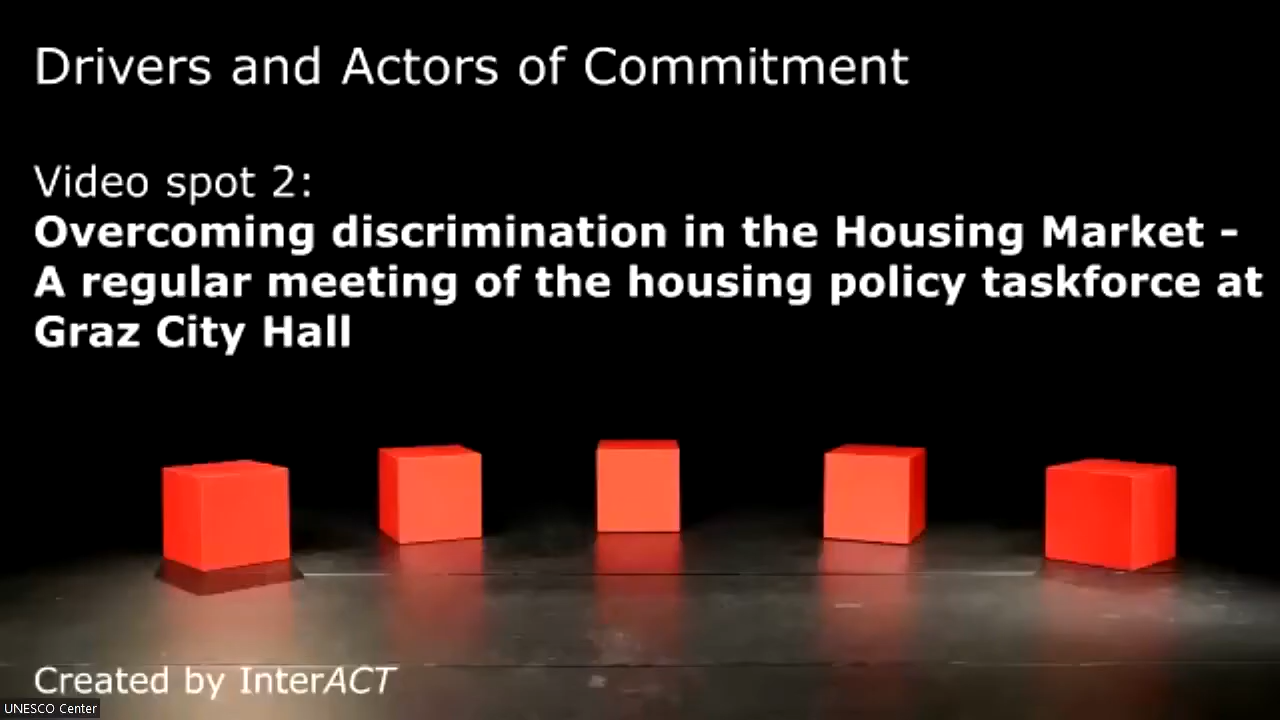 Drivers and Actors of Commitment
Video spot 2:
Overcoming discrimination in the Housing Market -
A regular meeting of the housing policy taskforce at
Graz City Hall
Created by InterACT
UNESCO Center